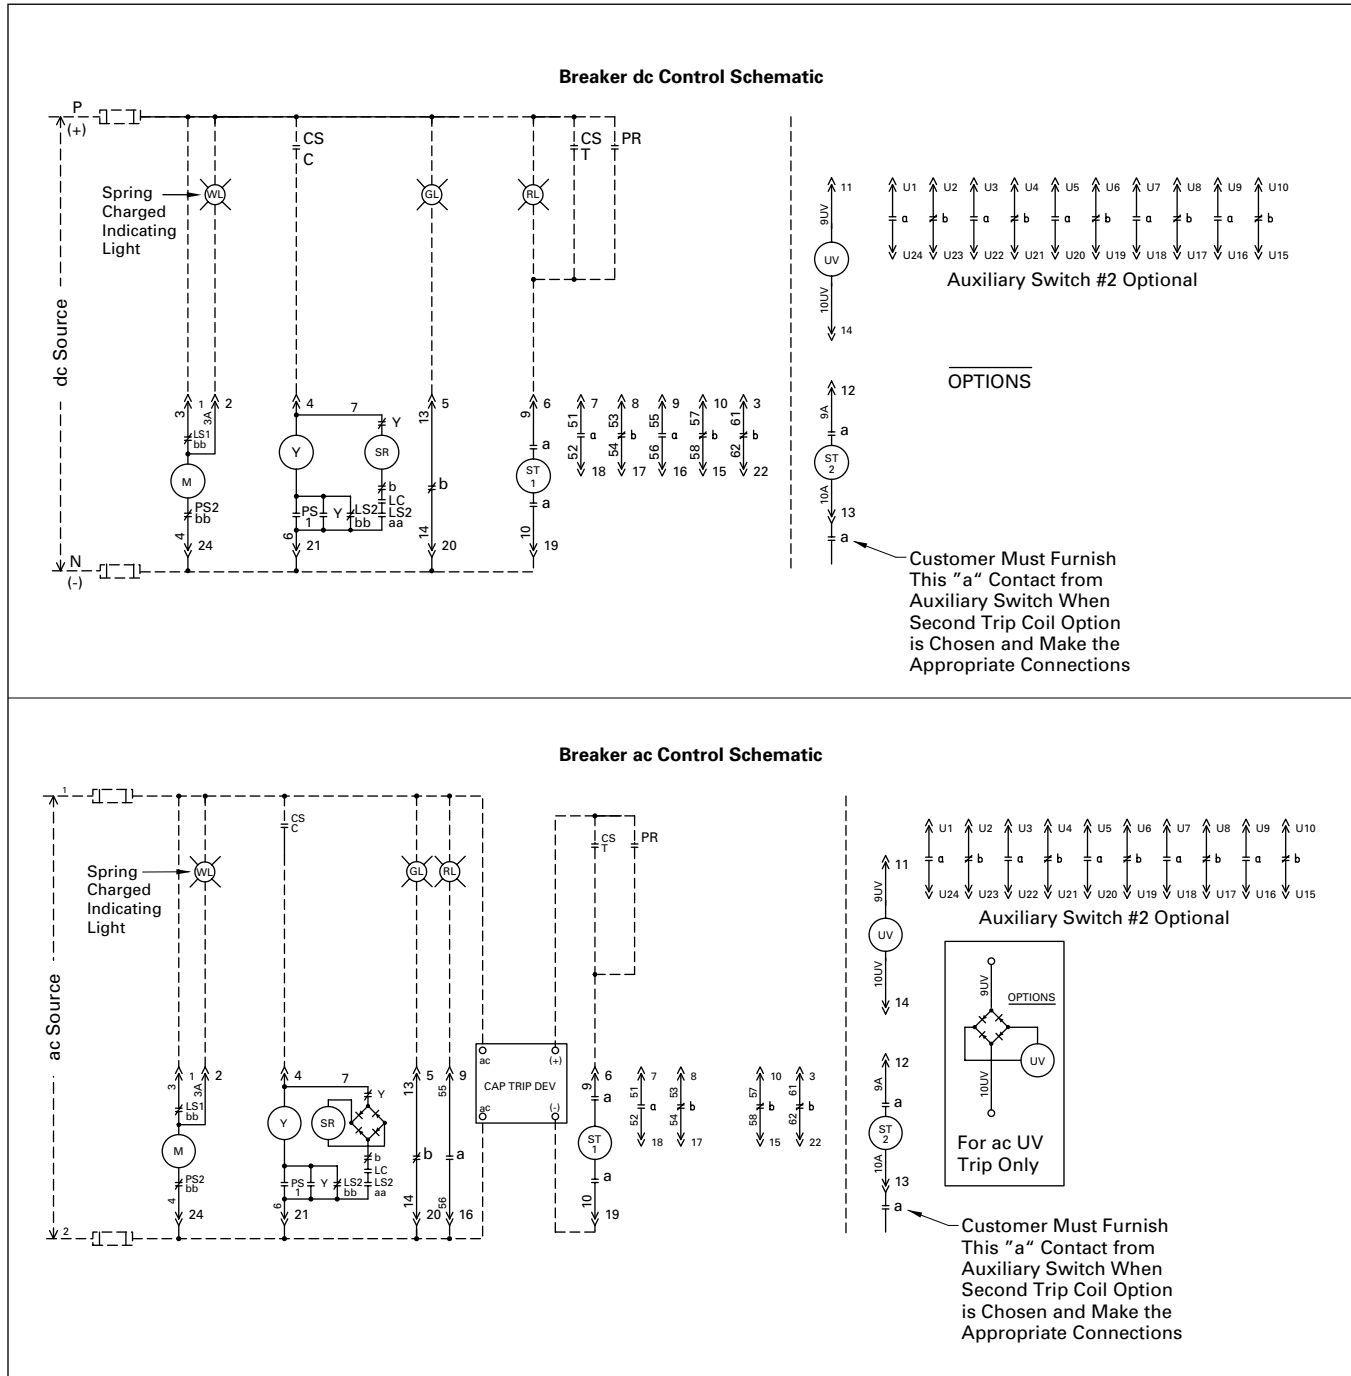 Breaker dc Control Schematic
P
(+)
CS
C
CS
T
PR
Spring
Charged
Indicating
Light
WL
GL
RL
dc Source
11
9UV
UV
10UV
14
U1 U2 U3 U4 U5 U6 U7 U8 U9 U10
a b a b a b a b a b
U24 U23 U22 U21 U20 U19 U18 U17 U16 U15
Auxiliary Switch #2 Optional
OPTIONS
3 1 3A 2
4 7
13 5
9 6
51 7
53 8
55 9
57 10
61 3
LS1
bb
M
PS2
bb
4 24
Y
Y
SR
b
LC
LS2
aa
PS
1
Y
LS2
bb
6 21
b
14 20
a
ST
1
a
10 19
a b a b b
52 18
54 17
56 16
58 15
62 22
12
9A
a
ST
2
10A
13
a
N
(-)
Customer Must Furnish
This "a" Contact from
Auxiliary Switch When
Second Trip Coil Option
is Chosen and Make the
Appropriate Connections
Breaker ac Control Schematic
1
CS
C
CS
T
PR
Spring
Charged
Indicating
Light
WL
GL
RL
ac Source
11
9UV
UV
10UV
14
U1 U2 U3 U4 U5 U6 U7 U8 U9 U10
a b a b a b a b a b
U24 U23 U22 U21 U20 U19 U18 U17 U16 U15
Auxiliary Switch #2 Optional
9UV
OPTIONS
UV
10UV
For ac UV
Trip Only
3 1 3A 2
4 7
13 5
55 9
ac
(+)
CAP TRIP DEV
ac
(-)
9 6
51 7
53 8
57 10
61 3
LS1
bb
M
PS2
bb
4 24
Y
SR
Y
b
LC
LS2
aa
PS
1
Y
LS2
bb
6 21
b
14 20
a
56 16
a
ST
1
a
10 19
a b b b
52 18
54 17
58 15
62 22
12
9A
a
ST
2
10A
13
a
2
Customer Must Furnish
This "a" Contact from
Auxiliary Switch When
Second Trip Coil Option
is Chosen and Make the
Appropriate Connections